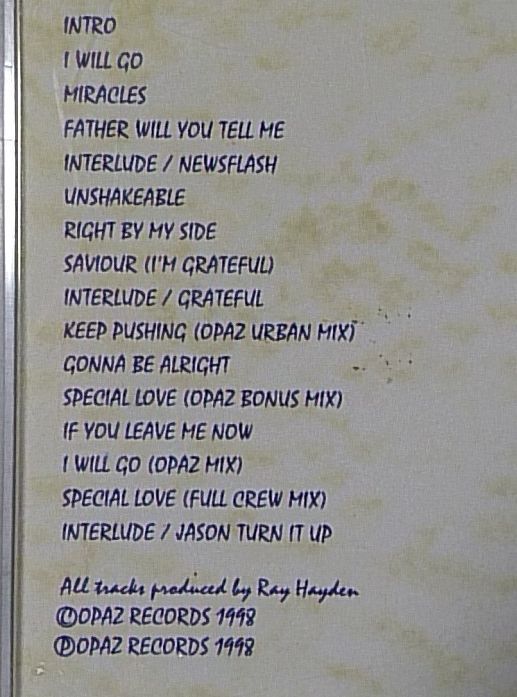 INTRO
I WILL GO
MIRACLES
FATHER WILL YOU TELL ME
INTERLUDE / NEWSFLASH
UNSHAKEABLE
RIGHT BY MY SIDE
SAVIOUR (I'M GRATEFUL)
INTERLUDE / GRATEFUL
KEEP PUSHING (OPAZ URBAN MIX)
GONNA BE ALRIGHT
SPECIAL LOVE (OPAZ BONUS MIX)
IF YOU LEAVE ME NOW
I WILL GO (OPAZ MIX)
SPECIAL LOVE (FULL CREW MIX)
INTERLUDE / JASON TURN IT UP
All tracks produced by Ray Hayden
©OPAZ RECORDS 1998
℗OPAZ RECORDS 1998